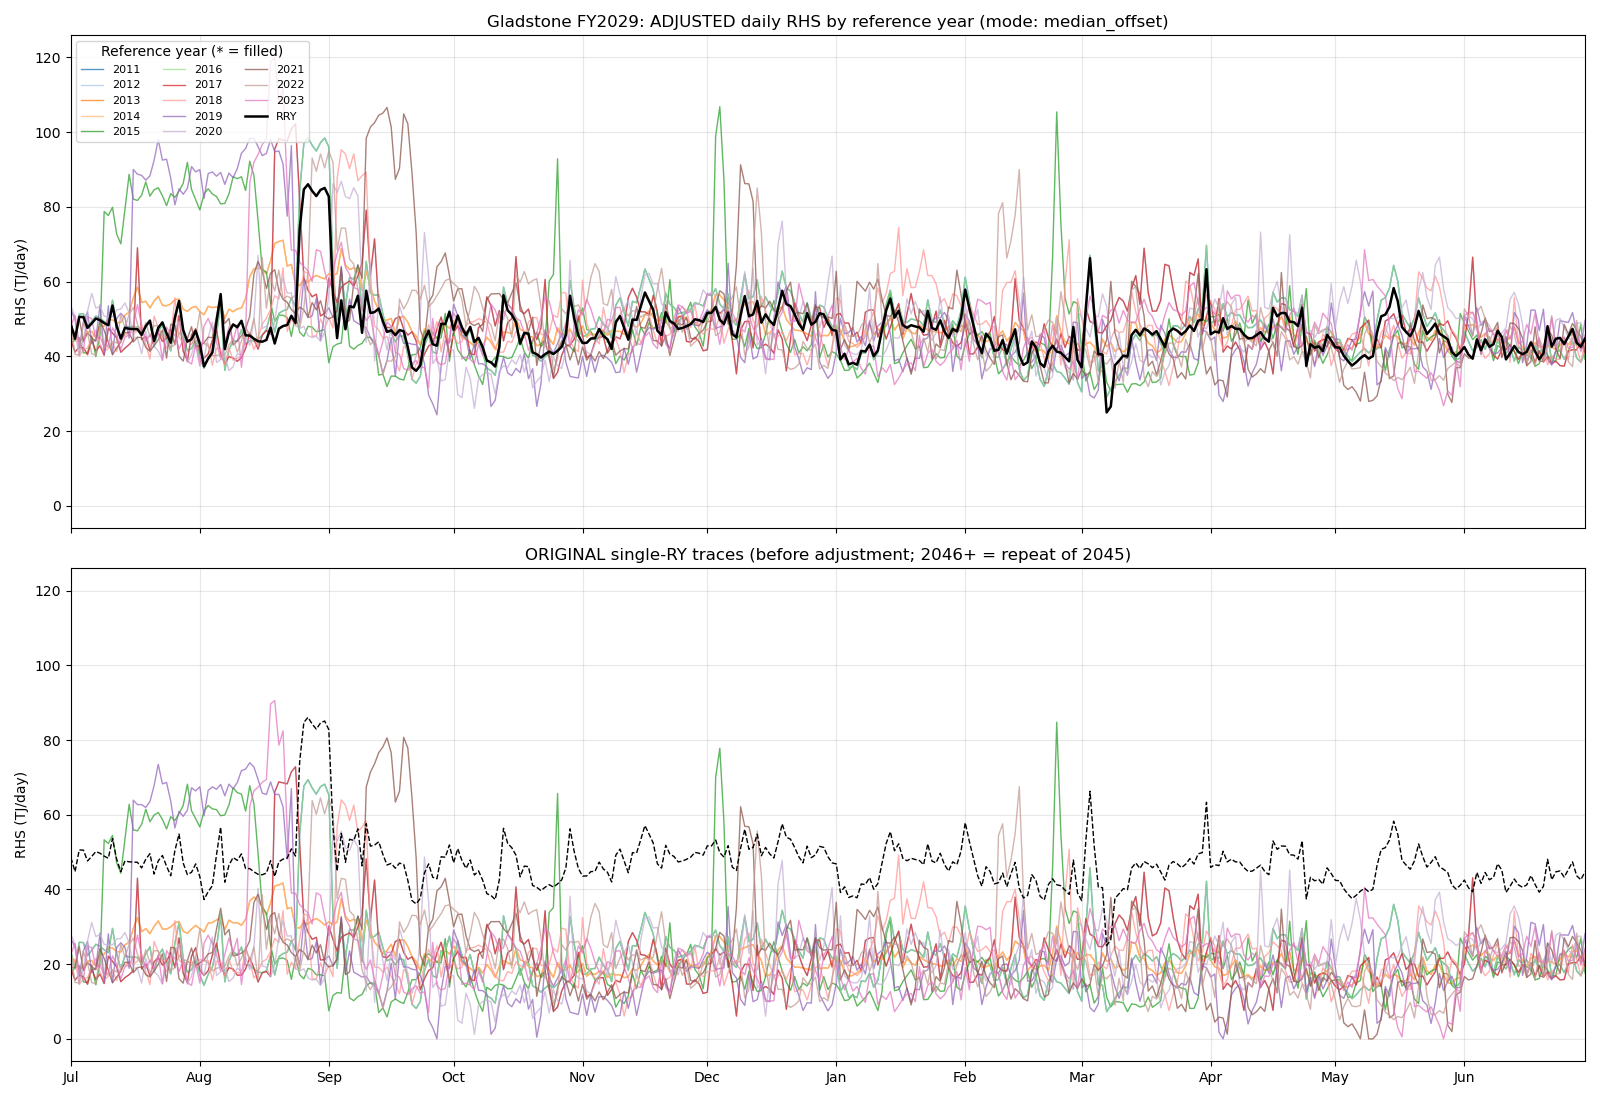 Gladstone FY2029: ADJUSTED daily RHS by reference year (mode: median_offset)
RHS (TJ/day)
120
100
80
60
40
20
0
Reference year (* = filled)
2011 2016 2021
2012 2017 2022
2013 2018 2023
2014 2019 RRY
2015 2020
ORIGINAL single-RY traces (before adjustment; 2046+ = repeat of 2045)
RHS (TJ/day)
120
100
80
60
40
20
0
Jul Aug Sep Oct Nov Dec Jan Feb Mar Apr May Jun